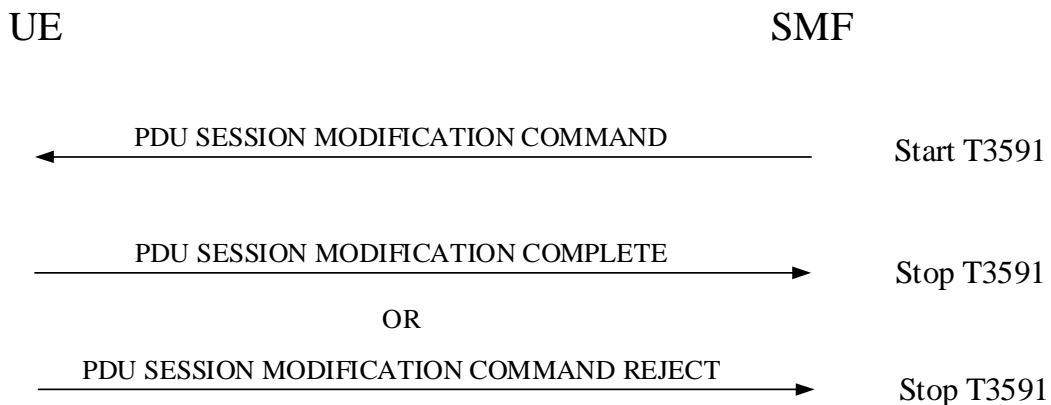 UE SMF
PDU SESSION MODIFICATION COMMAND Start T3591
PDU SESSION MODIFICATION COMPLETE Stop T3591
OR
PDU SESSION MODIFICATION COMMAND REJECT Stop T3591